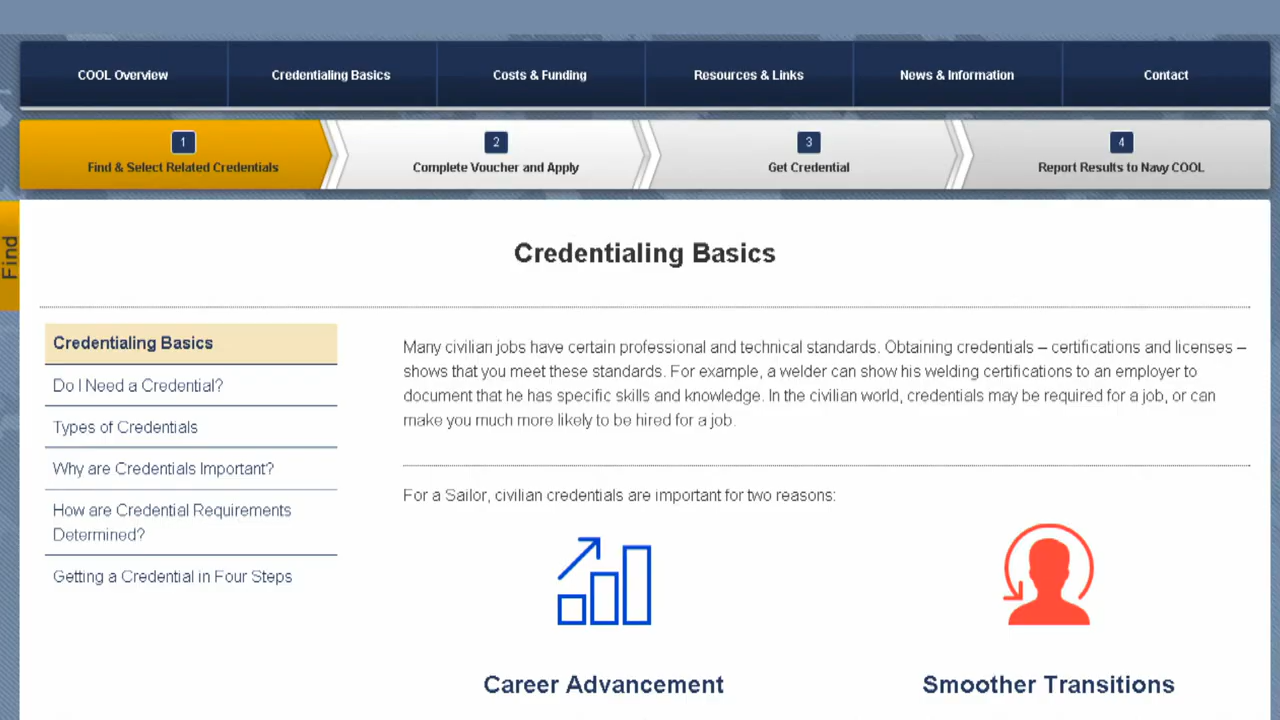 COOL Overview
Credentialing Basics
Costs & Funding
Resources & Links
News & Information
Contact
1
Find & Select Related Credentials
2
Complete Voucher and Apply
3
Get Credential
4
Report Results to Navy COOL
Find
Credentialing Basics
Credentialing Basics
Do I Need a Credential?
Types of Credentials
Why are Credentials Important?
How are Credential Requirements
Determined?
Getting a Credential in Four Steps
Many civilian jobs have certain professional and technical standards. Obtaining credentials – certifications and licenses –
shows that you meet these standards. For example, a welder can show his welding certifications to an employer to
document that he has specific skills and knowledge. In the civilian world, credentials may be required for a job, or can
make you much more likely to be hired for a job.
For a Sailor, civilian credentials are important for two reasons:
Career Advancement
Smoother Transitions